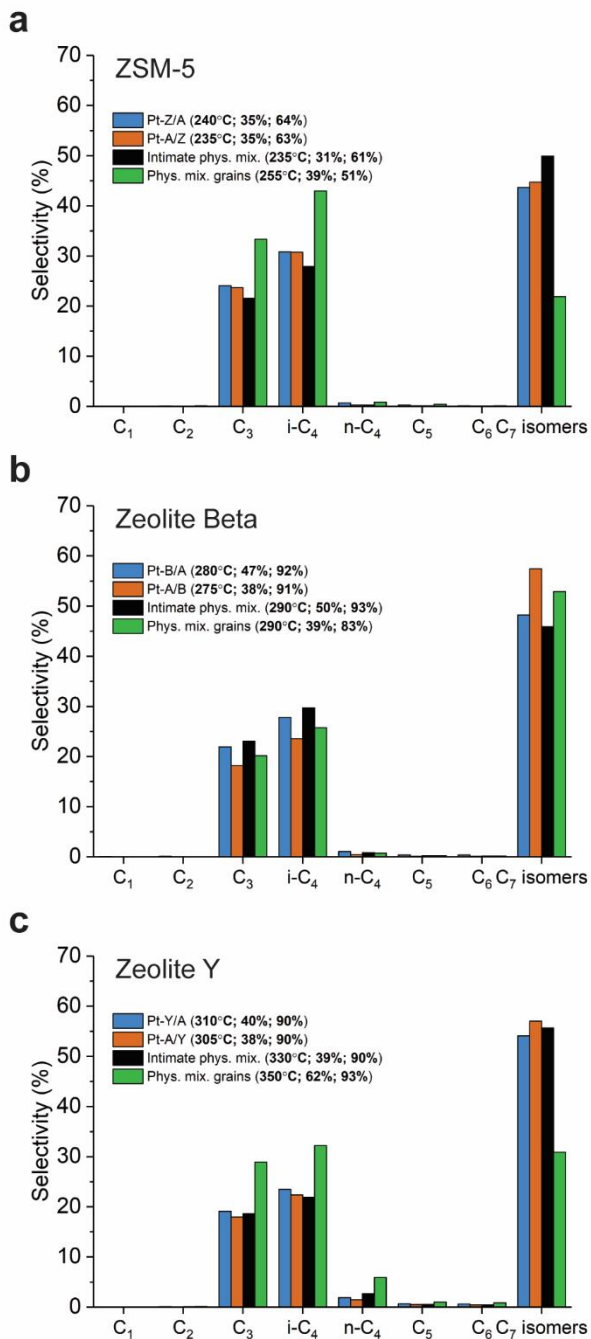 a
ZSM-5
Pt-Z/A (240°C; 35%; 64%)
Pt-A/Z (235°C; 35%; 63%)
Intimate phys. mix. (235°C; 31%; 61%)
Phys. mix. grains (255°C; 39%; 51%)
Selectivity (%)
70
60
50
40
30
20
10
0
C₁ C₂ C₃ i-C₄ n-C₄ C₅ C₆ C₇ isomers
b
Zeolite Beta
Pt-B/A (280°C; 47%; 92%)
Pt-A/B (275°C; 38%; 91%)
Intimate phys. mix. (290°C; 50%; 93%)
Phys. mix. grains (290°C; 39%; 83%)
Selectivity (%)
70
60
50
40
30
20
10
0
C₁ C₂ C₃ i-C₄ n-C₄ C₅ C₆ C₇ isomers
c
Zeolite Y
Pt-Y/A (310°C; 40%; 90%)
Pt-A/Y (305°C; 38%; 90%)
Intimate phys. mix. (330°C; 39%; 90%)
Phys. mix. grains (350°C; 62%; 93%)
Selectivity (%)
70
60
50
40
30
20
10
0
C₁ C₂ C₃ i-C₄ n-C₄ C₅ C₆ C₇ isomers